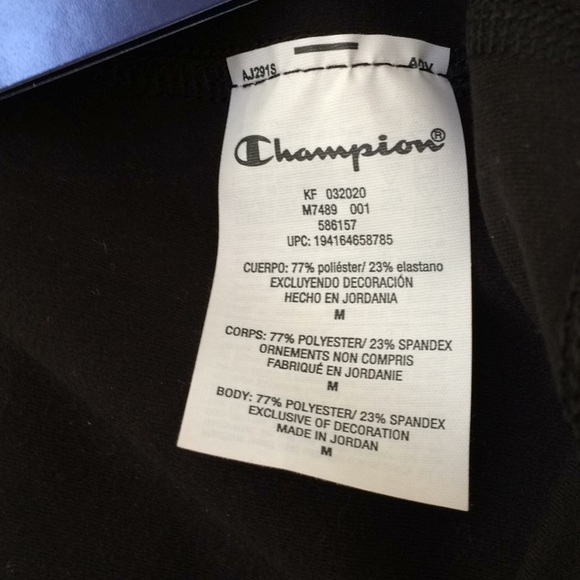 AJ291S
Champion®
KF 032020
M7489 001
586157
UPC: 194164658785
CUERPO: 77% poliéster/ 23% elastano
EXCLUYENDO DECORACIÓN
HECHO EN JORDANIA
M
CORPS: 77% POLYESTER/ 23% SPANDEX
ORNEMENTS NON COMPRIS
FABRIQUÉ EN JORDANIE
M
BODY: 77% POLYESTER/ 23% SPANDEX
EXCLUSIVE OF DECORATION
MADE IN JORDAN
M